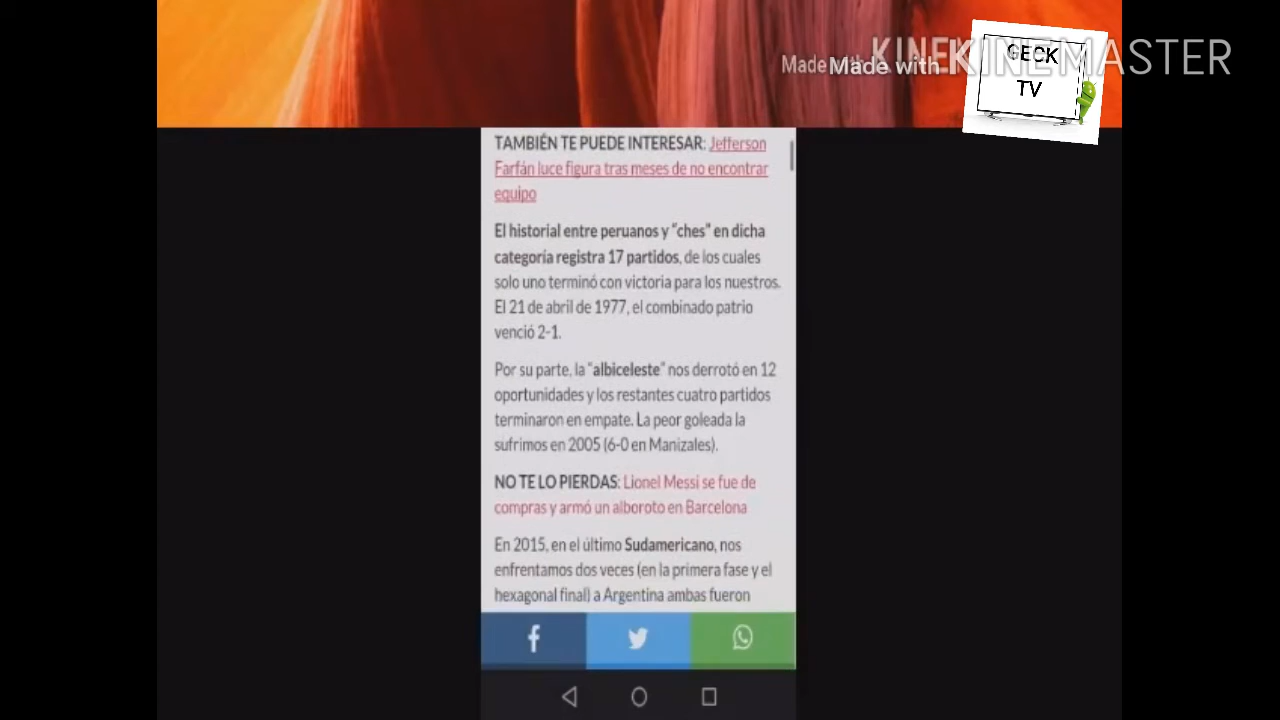 Made with KINEMASTER
Made with KINEMASTER
GECK
TV
TAMBIÉN TE PUEDE INTERESAR: Jefferson
Farfán luce figura tras meses de no encontrar
equipo
El historial entre peruanos y "ches" en dicha
categoría registra 17 partidos, de los cuales
solo uno terminó con victoria para los nuestros.
El 21 de abril de 1977, el combinado patrio
venció 2-1.
Por su parte, la "albiceleste" nos derrotó en 12
oportunidades y los restantes cuatro partidos
terminaron en empate. La peor goleada la
sufrimos en 2005 (6-0 en Manizales).
NO TE LO PIERDAS: Lionel Messi se fue de
compras y armó un alboroto en Barcelona
En 2015, en el último Sudamericano, nos
enfrentamos dos veces (en la primera fase y el
hexagonal final) a Argentina ambas fueron